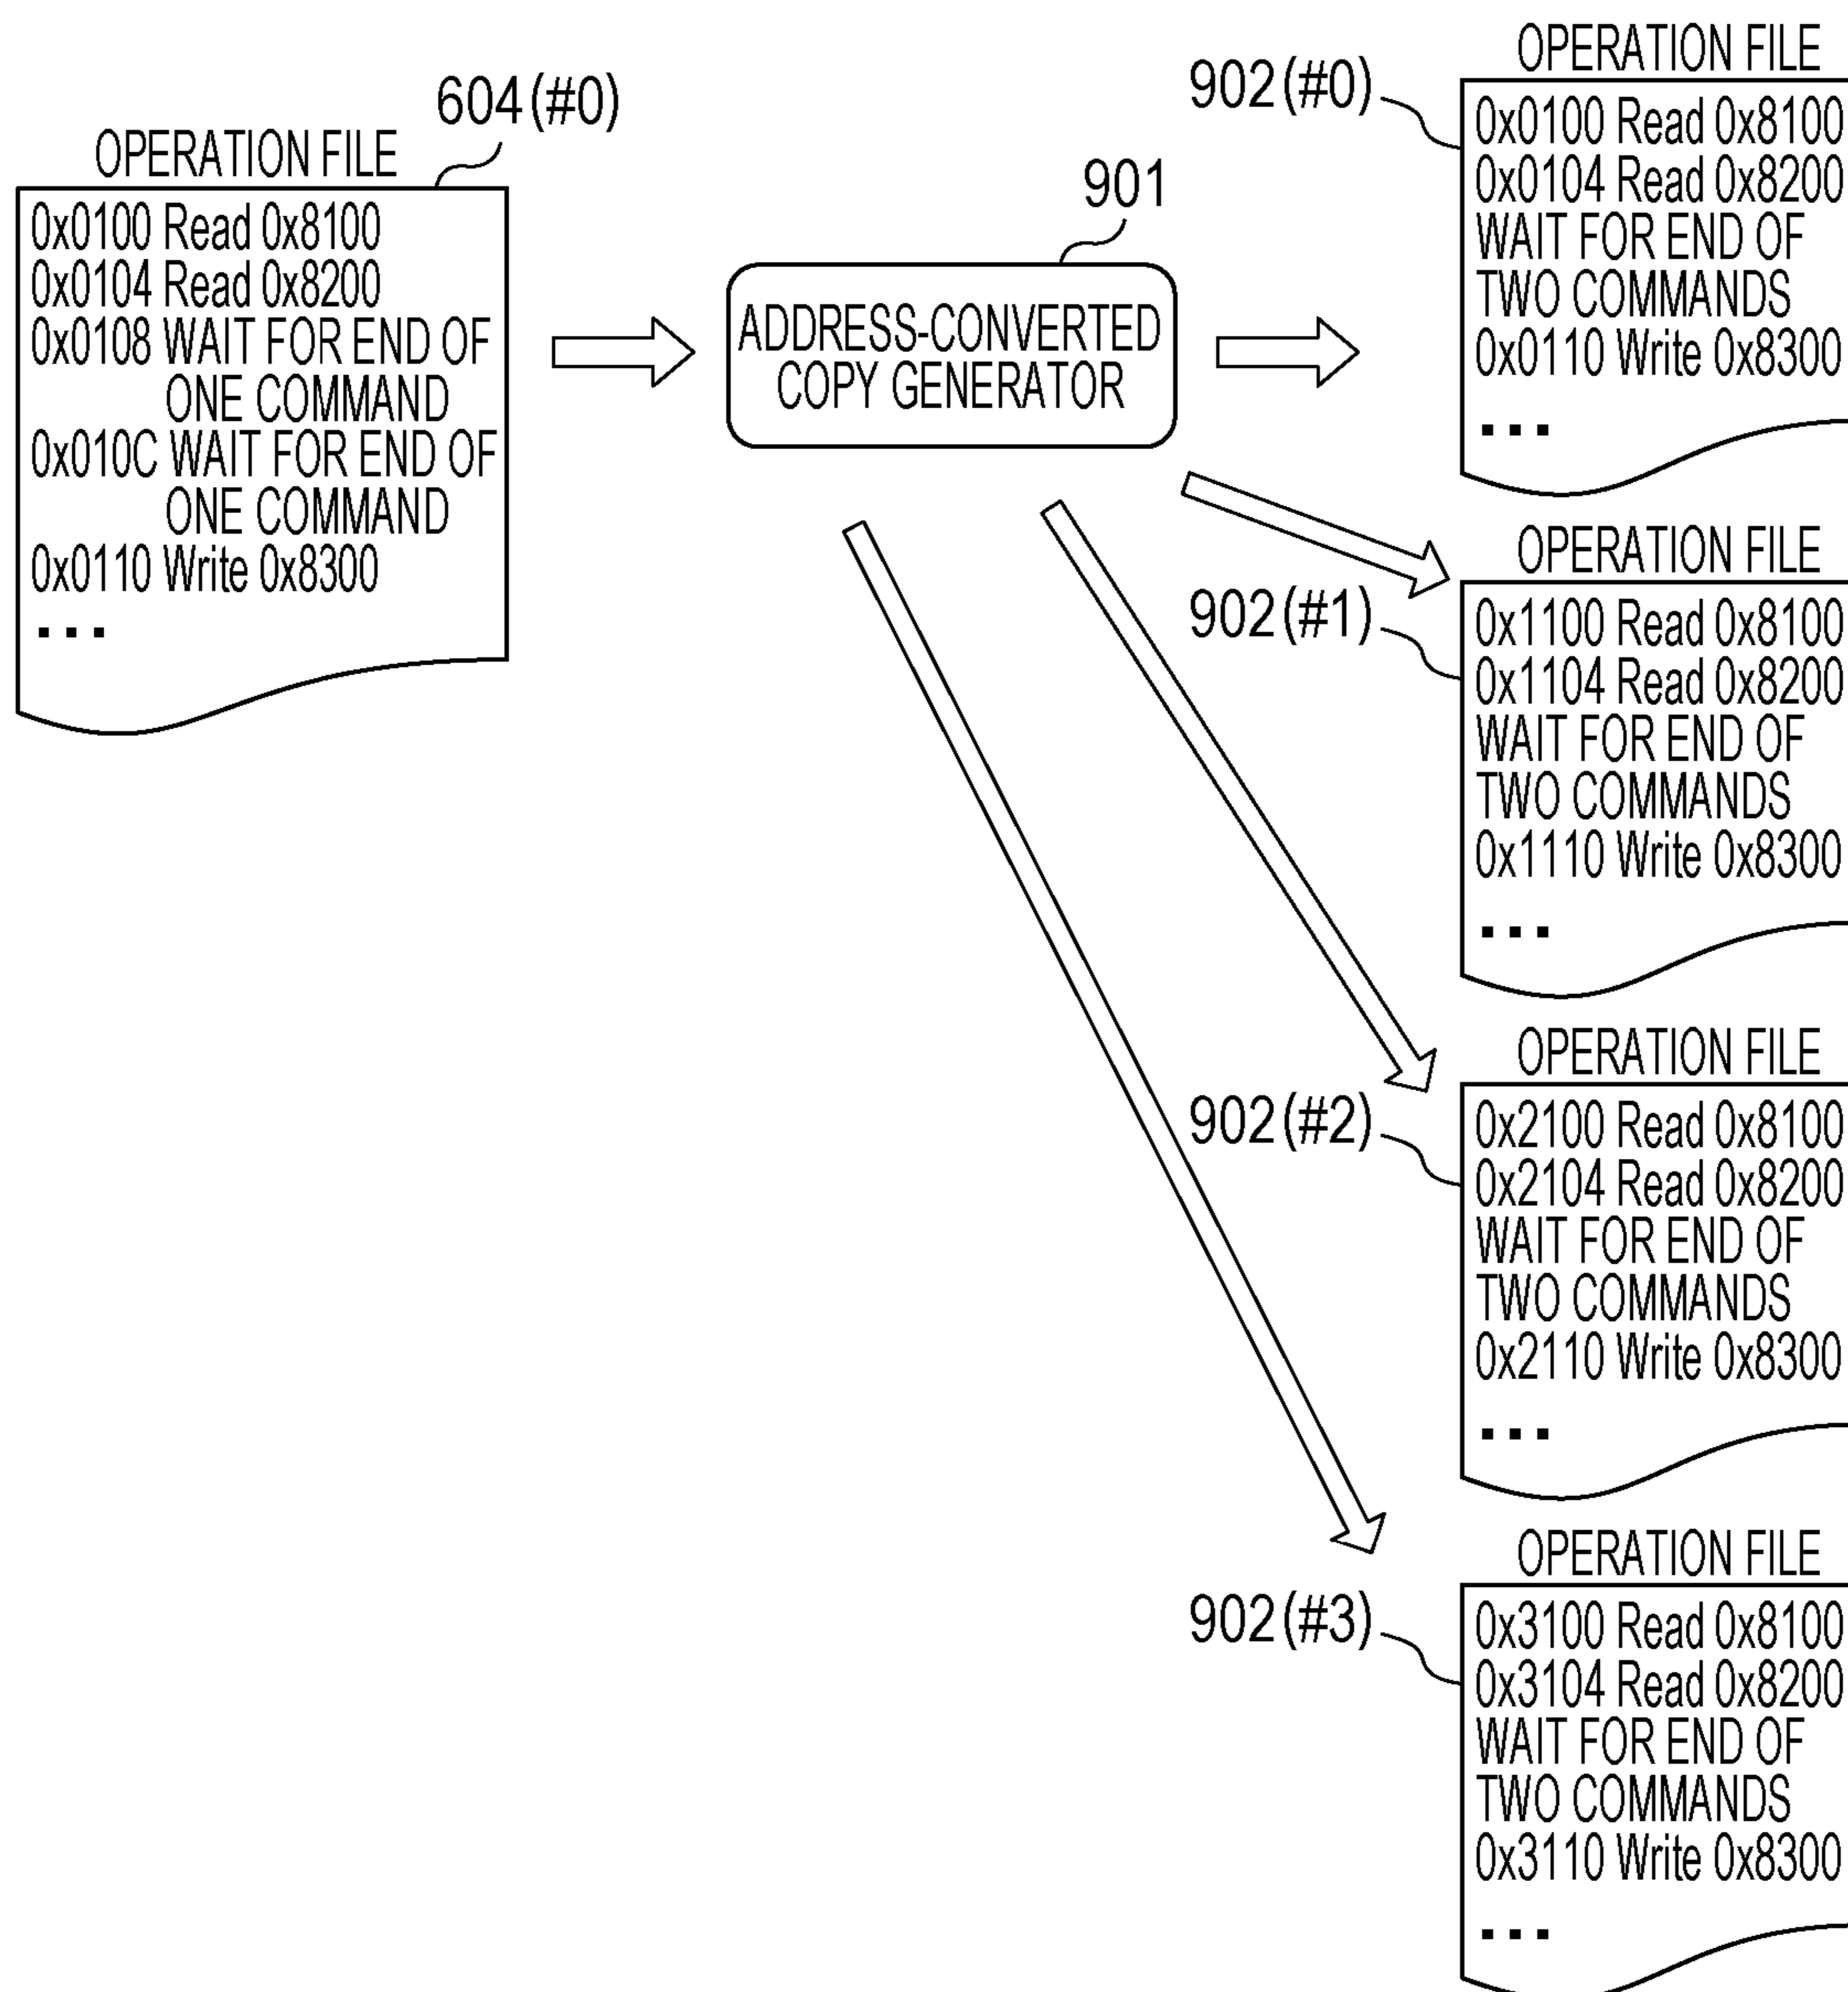 604(#0)
OPERATION FILE
0x0100 Read 0x8100
0x0104 Read 0x8200
0x0108 WAIT FOR END OF
ONE COMMAND
0x010C WAIT FOR END OF
ONE COMMAND
0x0110 Write 0x8300
...
901
ADDRESS-CONVERTED
COPY GENERATOR
902(#0)
OPERATION FILE
0x0100 Read 0x8100
0x0104 Read 0x8200
WAIT FOR END OF
TWO COMMANDS
0x0110 Write 0x8300
...
902(#1)
OPERATION FILE
0x1100 Read 0x8100
0x1104 Read 0x8200
WAIT FOR END OF
TWO COMMANDS
0x1110 Write 0x8300
...
902(#2)
OPERATION FILE
0x2100 Read 0x8100
0x2104 Read 0x8200
WAIT FOR END OF
TWO COMMANDS
0x2110 Write 0x8300
...
902(#3)
OPERATION FILE
0x3100 Read 0x8100
0x3104 Read 0x8200
WAIT FOR END OF
TWO COMMANDS
0x3110 Write 0x8300
...